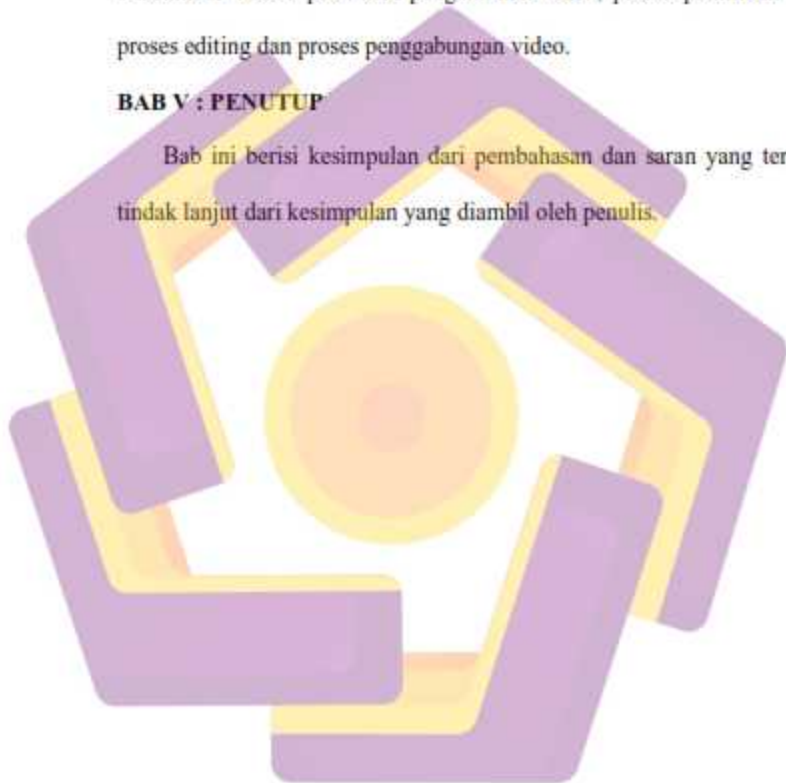 proses editing dan proses penggabungan video.
BAB V : PENUTUP
Bab ini berisi kesimpulan dari pembahasan dan saran yang
tindak lanjut dari kesimpulan yang diambil oleh penulis.